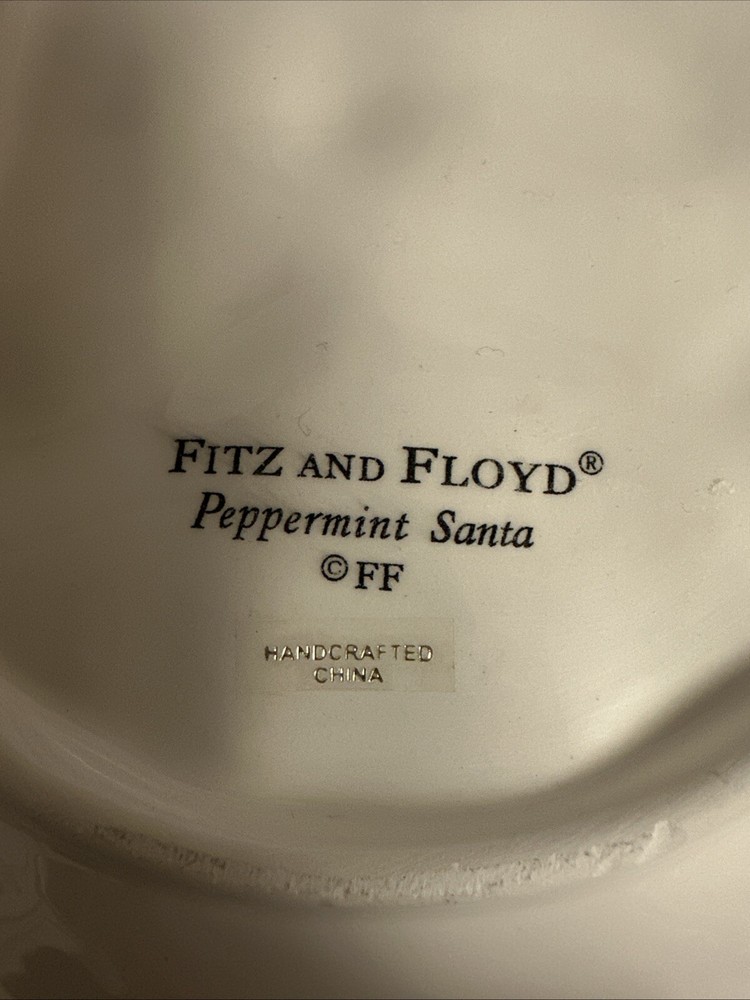 FITZ AND FLOYD®
Peppermint Santa
©FF
HANDCRAFTED
CHINA